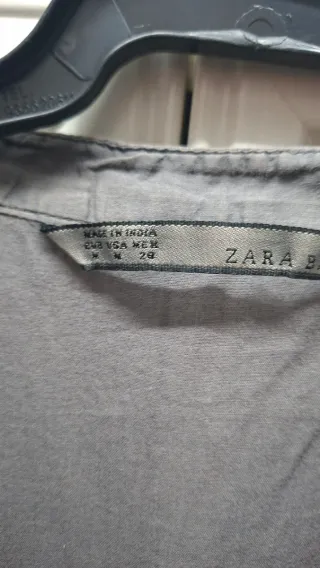 MADE IN INDIA
EUR USA MEX
M M 28
ZARA B